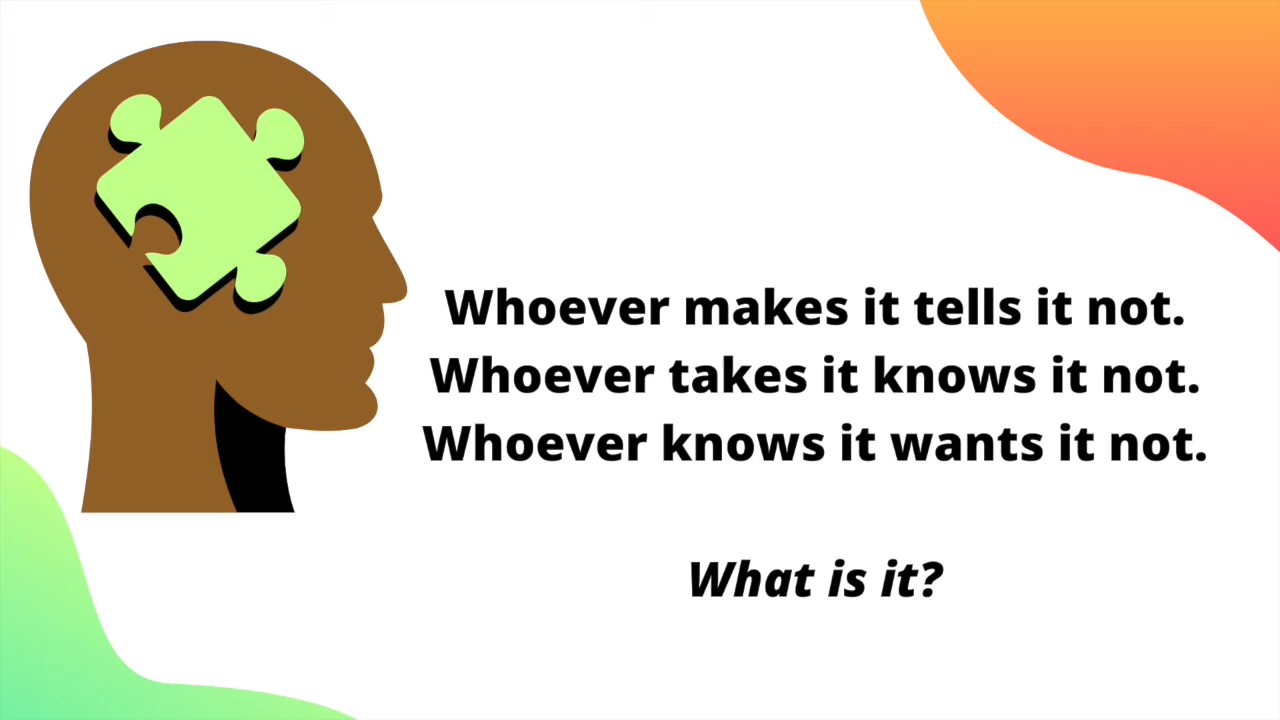 Whoever makes it tells it not.
Whoever takes it knows it not.
Whoever knows it wants it not.
What is it?